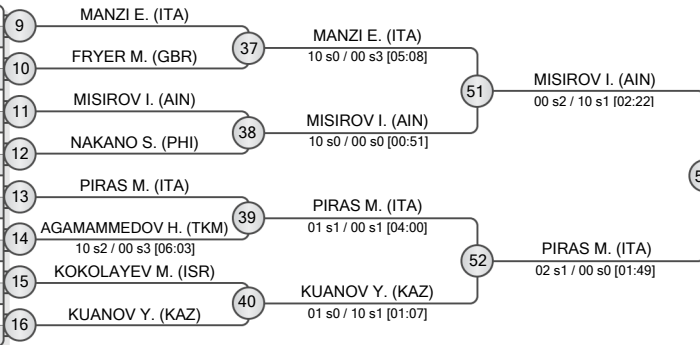 9
MANZI E. (ITA)
10
FRYER M. (GBR)
37
MANZI E. (ITA)
10 s0 / 00 s3 [05:08]
11
MISIROV I. (AIN)
12
NAKANO S. (PHI)
38
MISIROV I. (AIN)
10 s0 / 00 s0 [00:51]
51
MISIROV I. (AIN)
00 s2 / 10 s1 [02:22]
13
PIRAS M. (ITA)
14
AGAMAMMEDOV H. (TKM)
10 s2 / 00 s3 [06:03]
39
PIRAS M. (ITA)
01 s1 / 00 s1 [04:00]
15
KOKOLAYEV M. (ISR)
16
KUANOV Y. (KAZ)
40
KUANOV Y. (KAZ)
01 s0 / 10 s1 [01:07]
52
PIRAS M. (ITA)
02 s1 / 00 s0 [01:49]